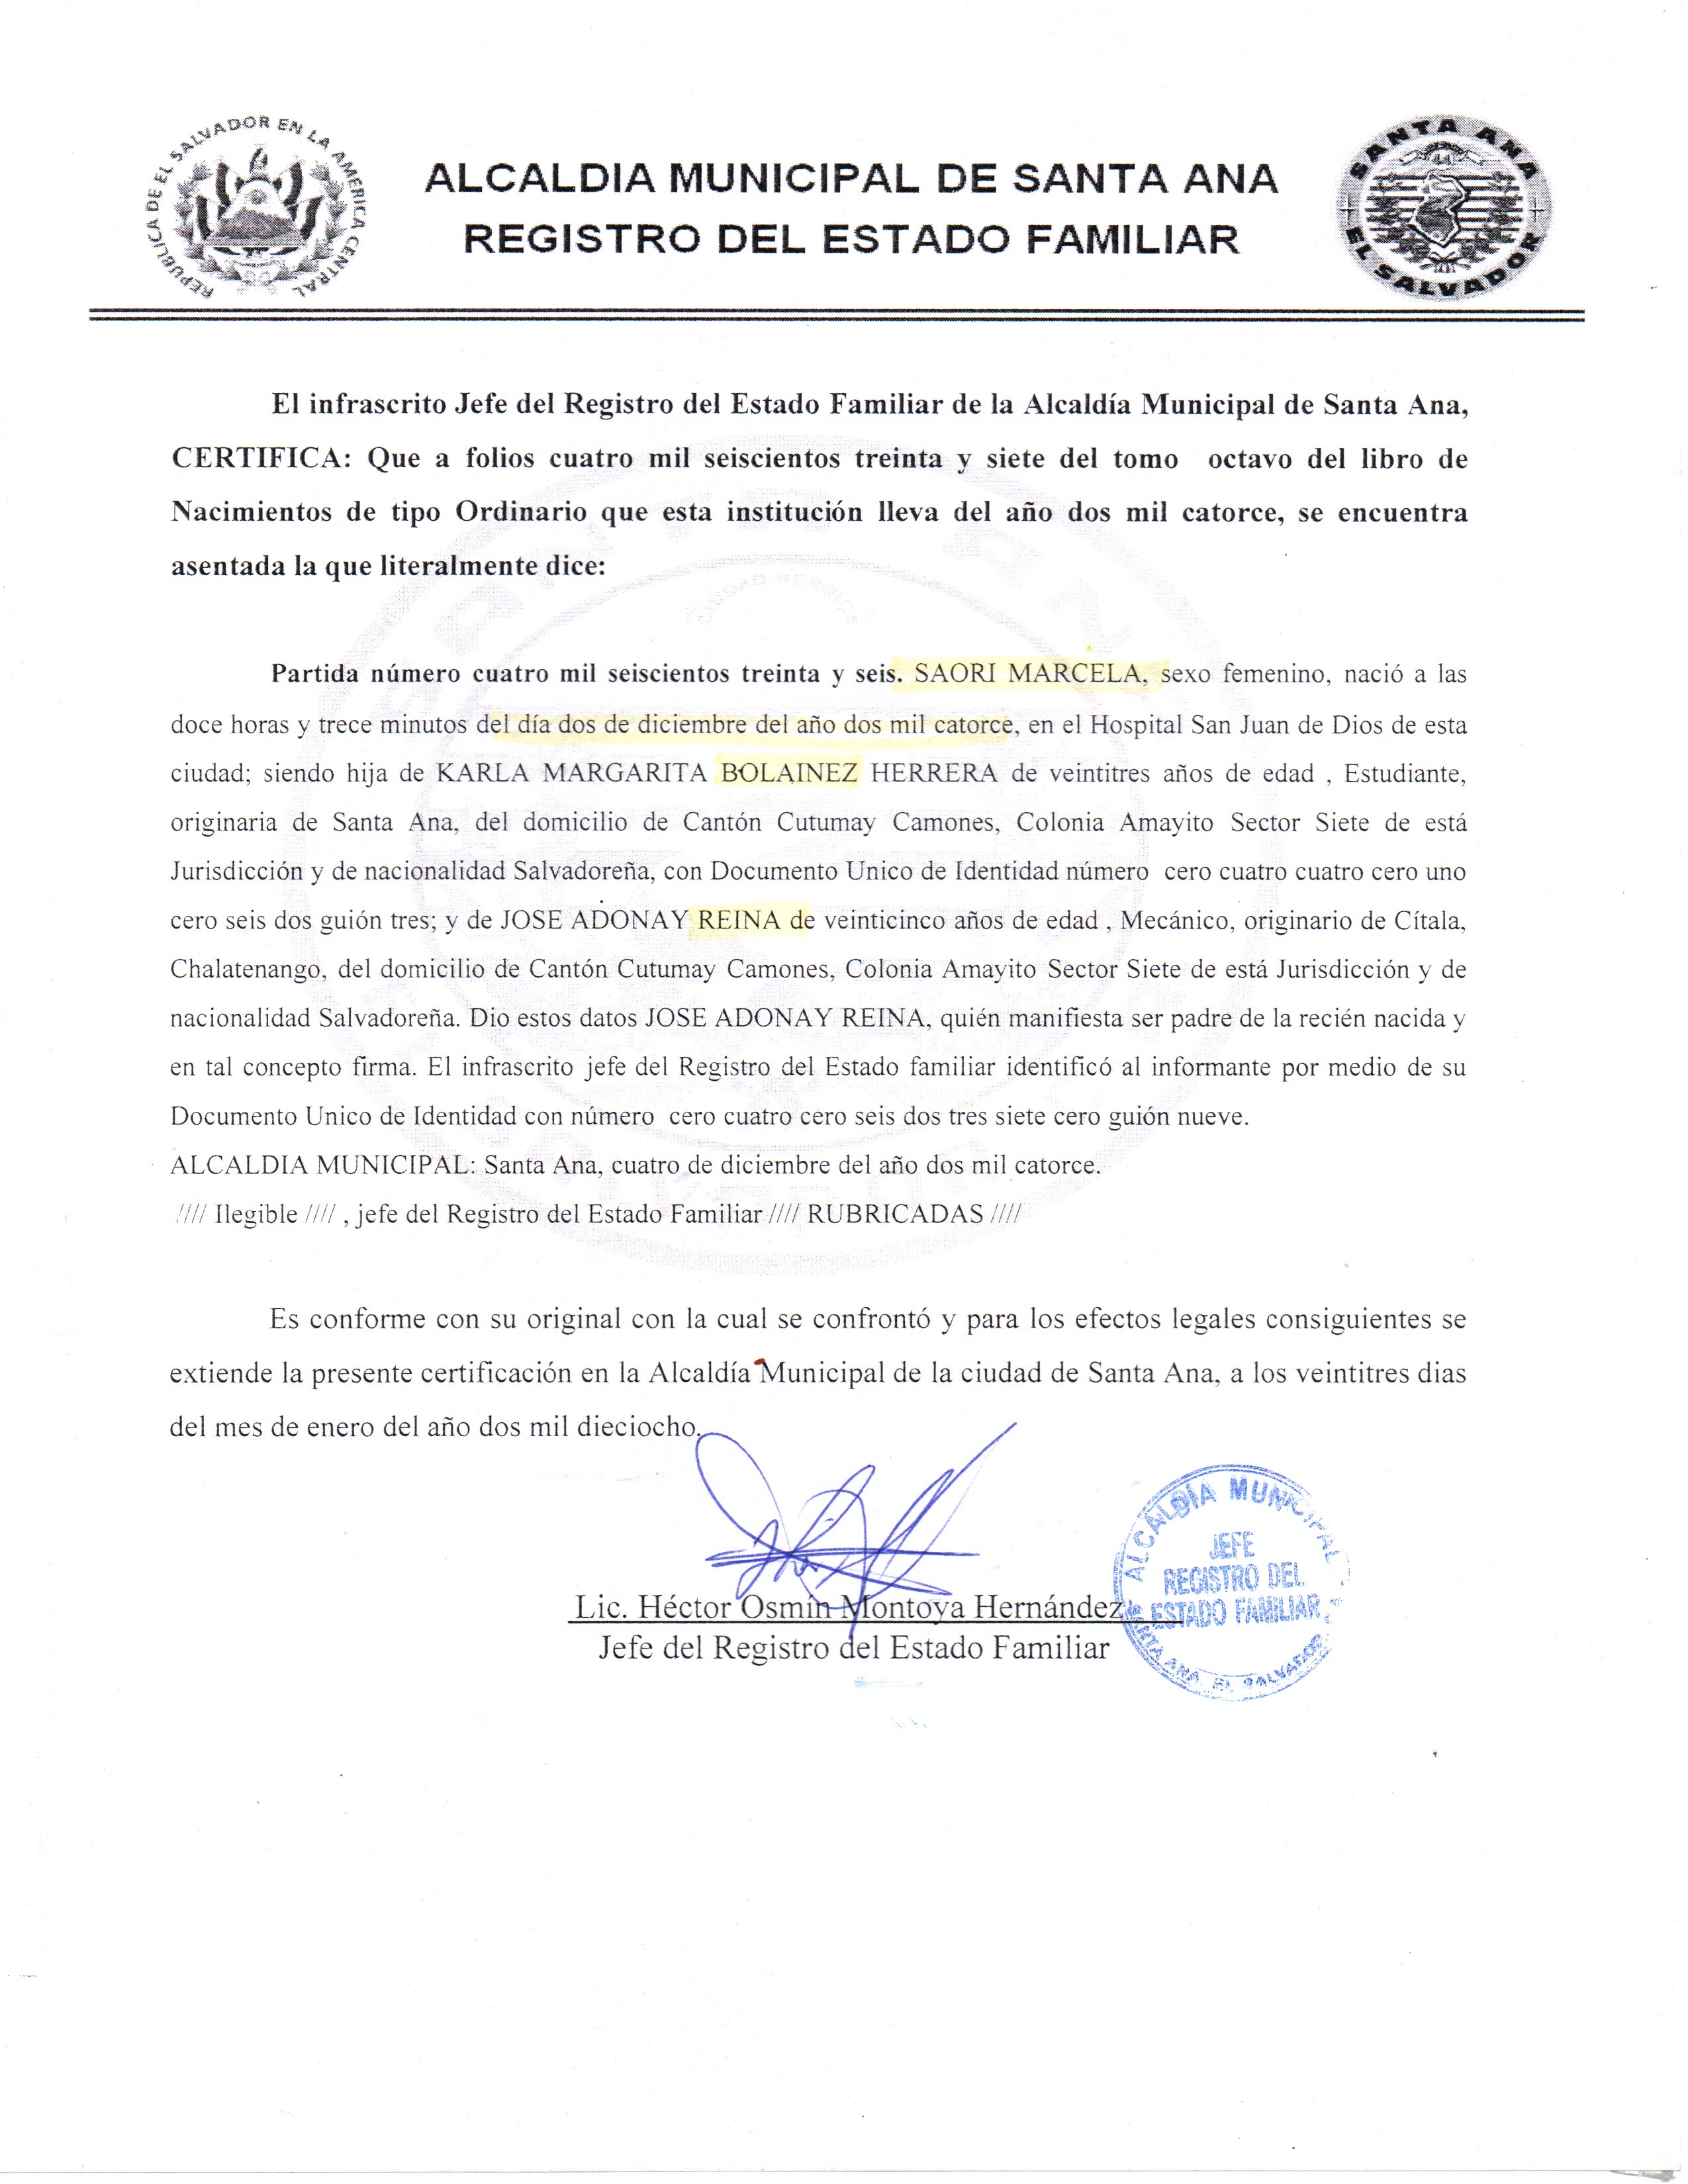 REPUBLICA DE EL SALVADOR EN LA AMERICA CENTRAL
ALCALDIA MUNICIPAL DE SANTA ANA
REGISTRO DEL ESTADO FAMILIAR
SANTA ANA
EL SALVADOR
El infrascrito Jefe del Registro del Estado Familiar de la Alcaldía Municipal de Santa Ana,
CERTIFICA: Que a folios cuatro mil seiscientos treinta y siete del tomo octavo del libro de
Nacimientos de tipo Ordinario que esta institución lleva del año dos mil catorce, se encuentra
asentada la que literalmente dice:
CIUDAD HEROICA
Partida número cuatro mil seiscientos treinta y seis. SAORI MARCELA, sexo femenino, nació a las
doce horas y trece minutos del día dos de diciembre del año dos mil catorce, en el Hospital San Juan de Dios de esta
ciudad; siendo hija de KARLA MARGARITA BOLAINEZ HERRERA de veintitres años de edad , Estudiante,
originaria de Santa Ana, del domicilio de Cantón Cutumay Camones, Colonia Amayito Sector Siete de está
Jurisdicción y de nacionalidad Salvadoreña, con Documento Unico de Identidad número cero cuatro cuatro cero uno
cero seis dos guión tres; y de JOSE ADONAY REINA de veinticinco años de edad , Mecánico, originario de Cítala,
Chalatenango, del domicilio de Cantón Cutumay Camones, Colonia Amayito Sector Siete de está Jurisdicción y de
nacionalidad Salvadoreña. Dio estos datos JOSE ADONAY REINA, quién manifiesta ser padre de la recién nacida y
en tal concepto firma. El infrascrito jefe del Registro del Estado familiar identificó al informante por medio de su
Documento Unico de Identidad con número cero cuatro cero seis dos tres siete cero guión nueve.
ALCALDIA MUNICIPAL: Santa Ana, cuatro de diciembre del año dos mil catorce.
//// Ilegible //// , jefe del Registro del Estado Familiar //// RUBRICADAS ////
Es conforme con su original con la cual se confrontó y para los efectos legales consiguientes se
extiende la presente certificación en la Alcaldía Municipal de la ciudad de Santa Ana, a los veintitres dias
del mes de enero del año dos mil dieciocho.
Lic. Héctor Osmín Montoya Hernández
Jefe del Registro del Estado Familiar
ALCALDÍA MUNICIPAL
JEFE
REGISTRO DEL
ESTADO FAMILIAR
SANTA ANA, EL SALVADOR